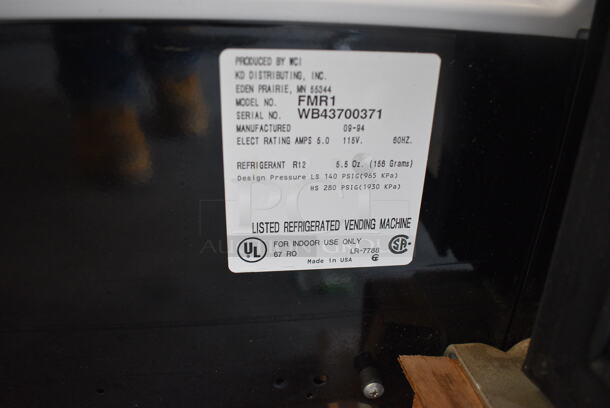 PRODUCED BY WCI
KD DISTRIBUTING, INC.
EDEN PRAIRIE, MN 55344
MODEL NO. FMR1
SERIAL NO. WB43700371
MANUFACTURED 09-94
ELECT RATING AMPS 5.0 115V. 60HZ.
REFRIGERANT R12 5.5 Oz. (156 Grams)
Design Pressure LS 140 PSIG(965 KPa)
HS 280 PSIG(1930 KPa)
LISTED REFRIGERATED VENDING MACHINE
UL FOR INDOOR USE ONLY SA
67 RO LR-7788
Made in USA